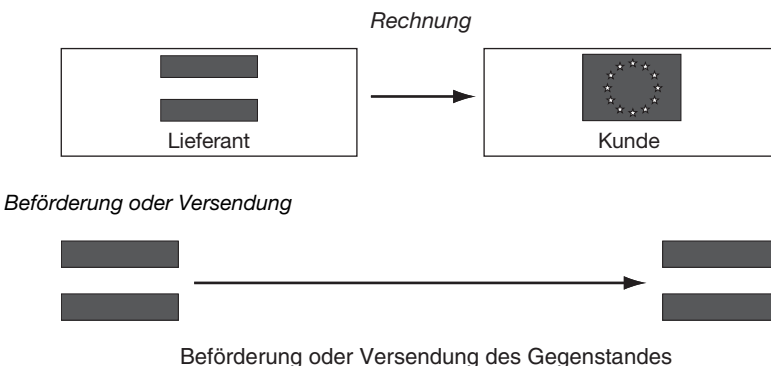 Rechnung
Lieferant
Kunde
Beförderung oder Versendung
Beförderung oder Versendung des Gegenstandes